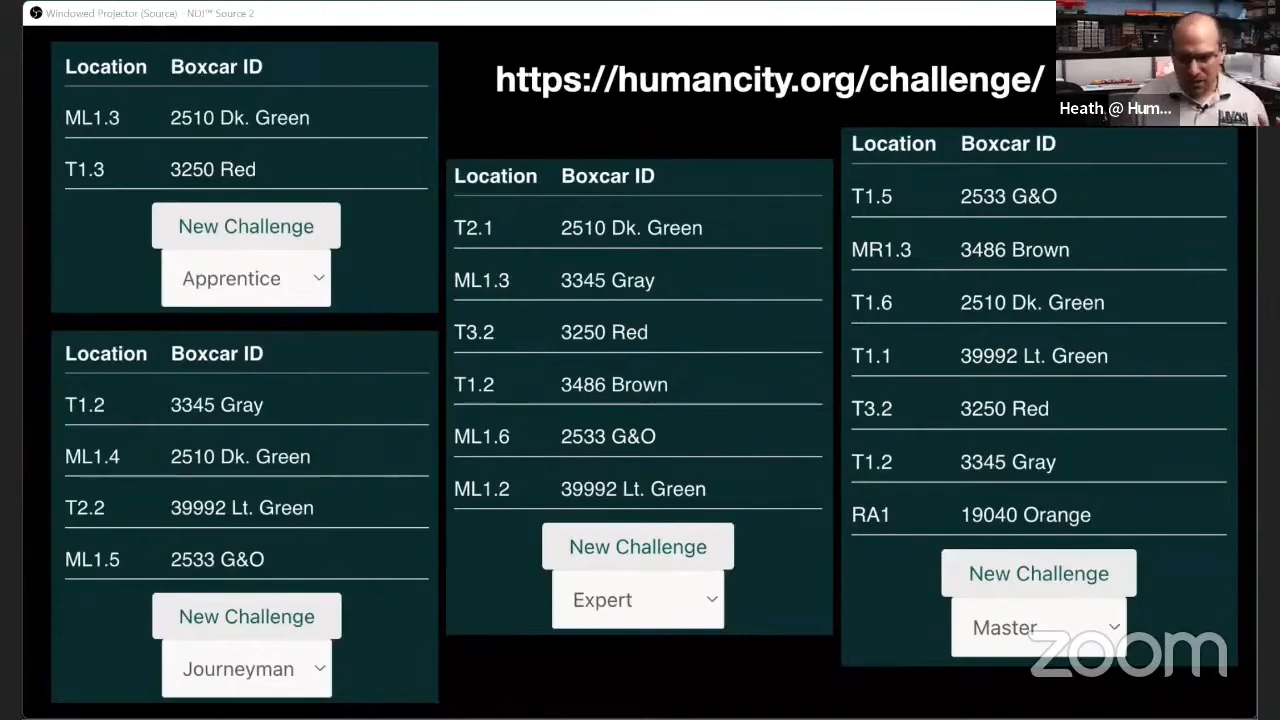 Windowed Projector (Source) - NDI™ Source 2
https://humancity.org/challenge/
Heath @ Hum...
Location Boxcar ID
ML1.3 2510 Dk. Green
T1.3 3250 Red
New Challenge
Apprentice
Location Boxcar ID
T1.2 3345 Gray
ML1.4 2510 Dk. Green
T2.2 39992 Lt. Green
ML1.5 2533 G&O
New Challenge
Journeyman
Location Boxcar ID
T2.1 2510 Dk. Green
ML1.3 3345 Gray
T3.2 3250 Red
T1.2 3486 Brown
ML1.6 2533 G&O
ML1.2 39992 Lt. Green
New Challenge
Expert
Location Boxcar ID
T1.5 2533 G&O
MR1.3 3486 Brown
T1.6 2510 Dk. Green
T1.1 39992 Lt. Green
T3.2 3250 Red
T1.2 3345 Gray
RA1 19040 Orange
New Challenge
Master
zoom